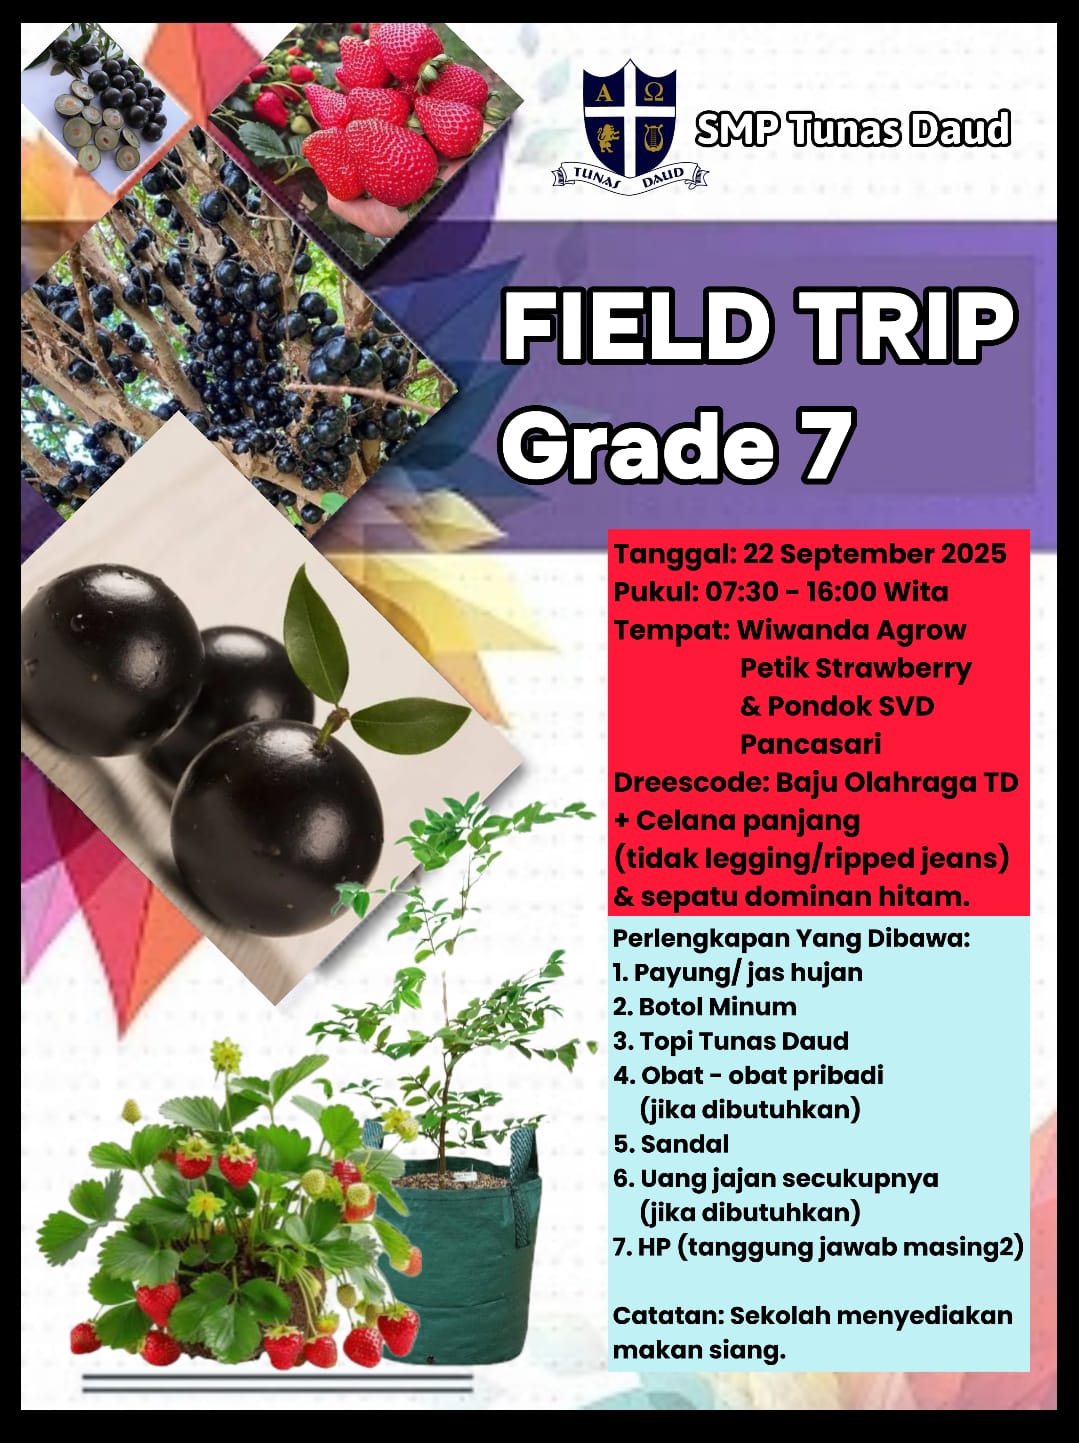 Α Ω
TUNAS DAUD
SMP Tunas Daud
FIELD TRIP
Grade 7
Tanggal: 22 September 2025
Pukul: 07:30 - 16:00 Wita
Tempat: Wiwanda Agrow
Petik Strawberry
& Pondok SVD
Pancasari
Dreescode: Baju Olahraga TD
+ Celana panjang
(tidak legging/ripped jeans)
& sepatu dominan hitam.
Perlengkapan Yang Dibawa:
1. Payung/ jas hujan
2. Botol Minum
3. Topi Tunas Daud
4. Obat - obat pribadi
(jika dibutuhkan)
5. Sandal
6. Uang jajan secukupnya
(jika dibutuhkan)
7. HP (tanggung jawab masing2)
Catatan: Sekolah menyediakan
makan siang.